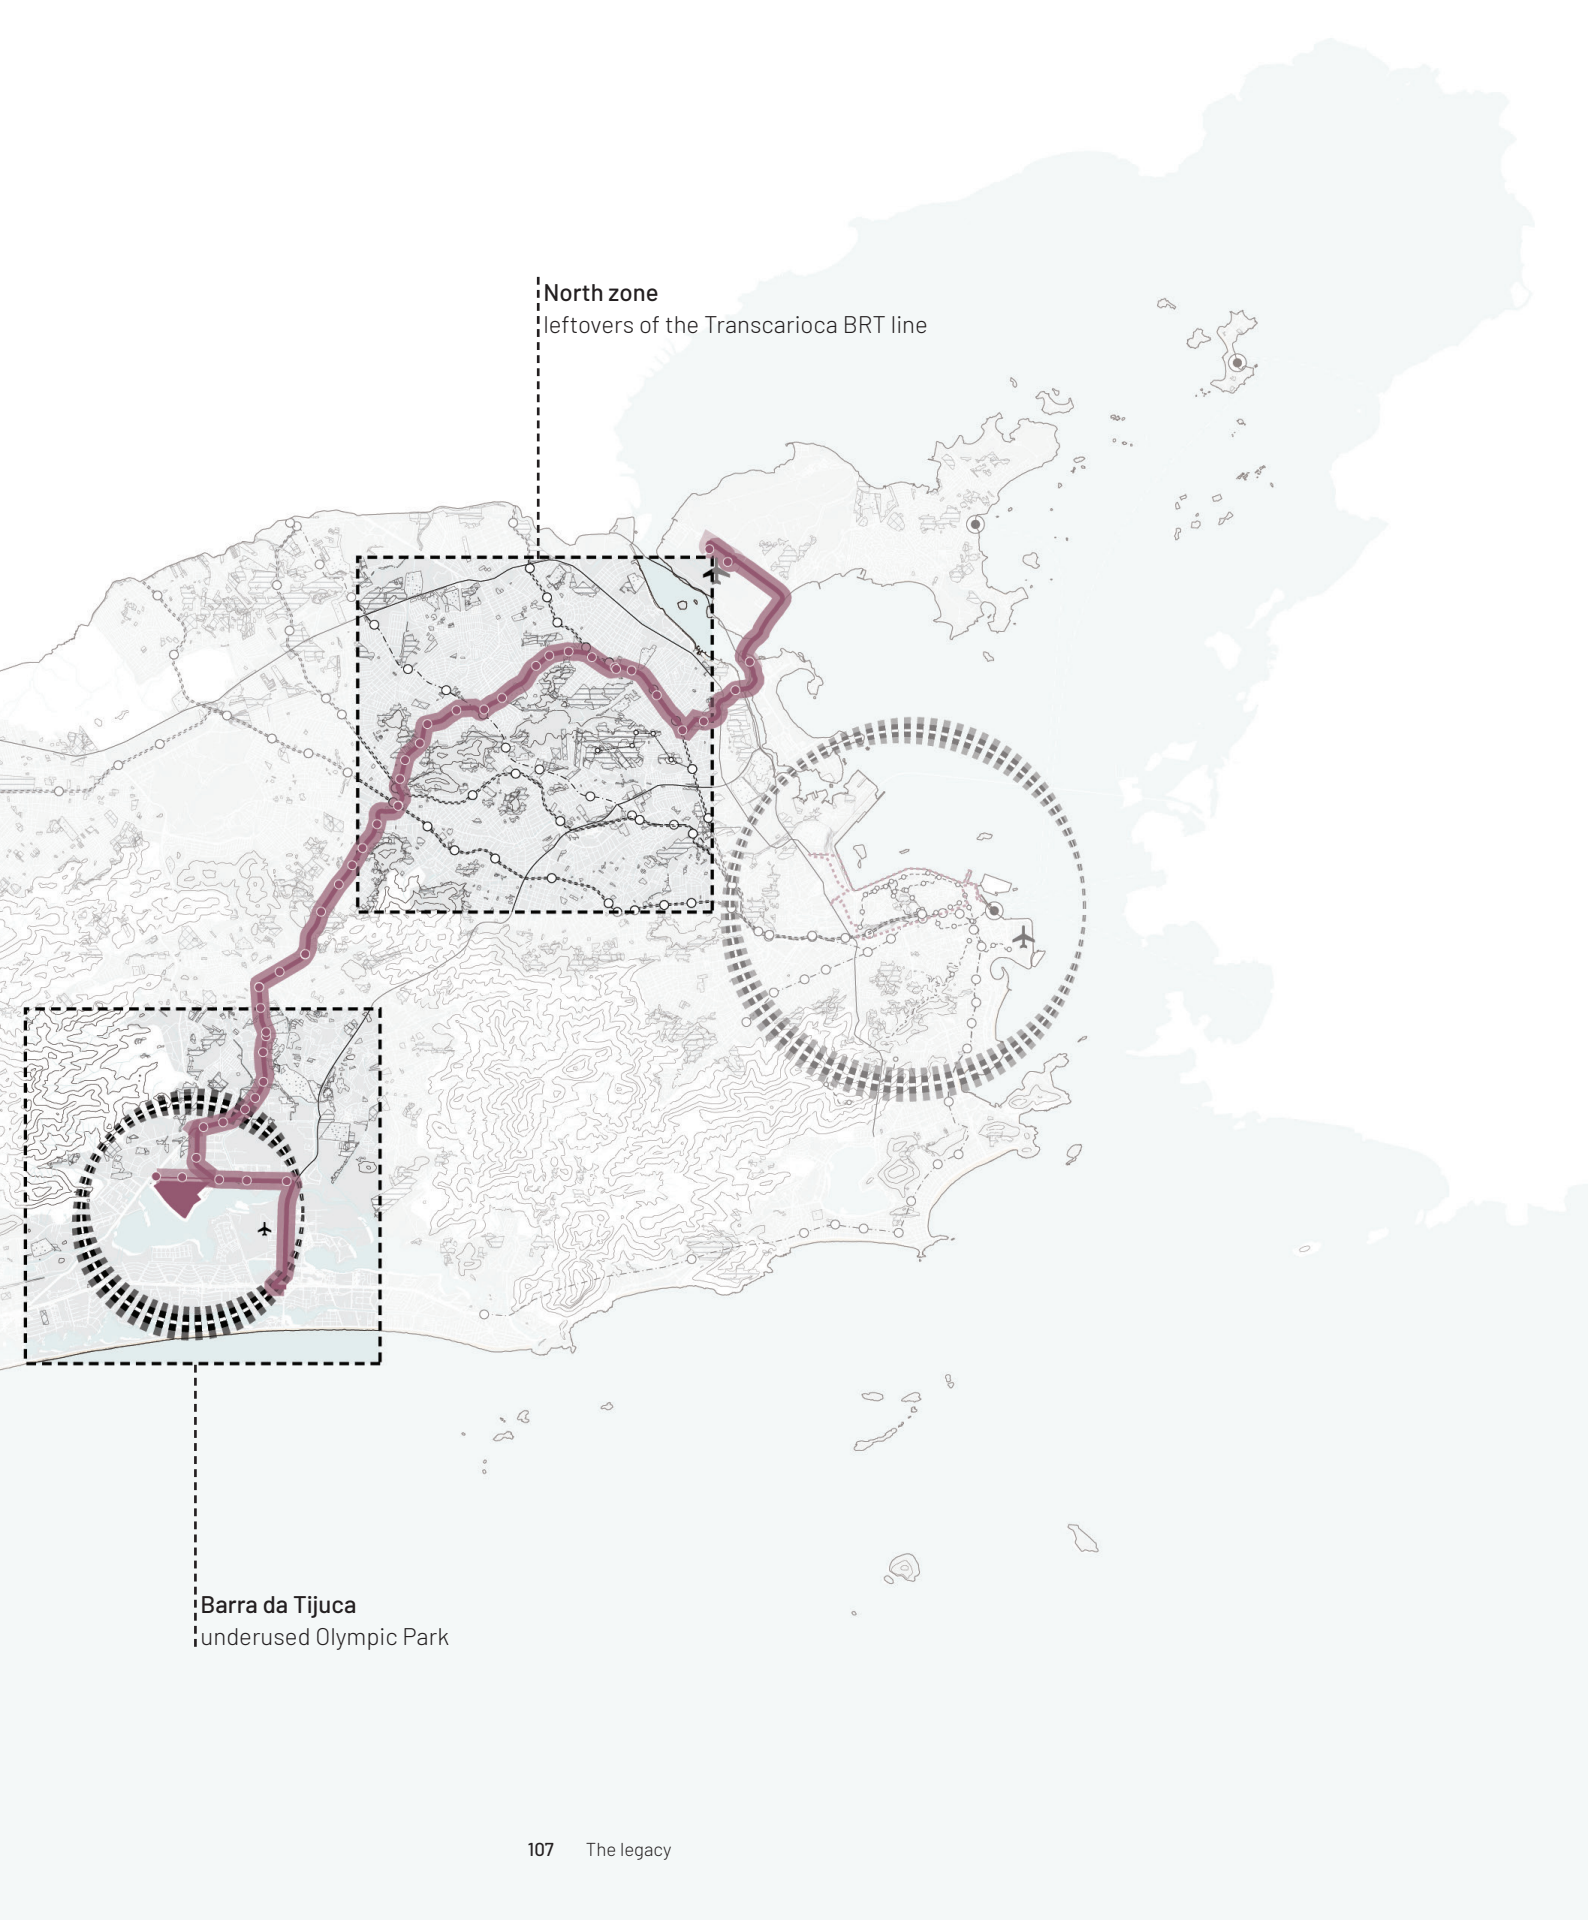 North zone
leftovers of the Transcarioca BRT line
Barra da Tijuca
underused Olympic Park
107 The legacy